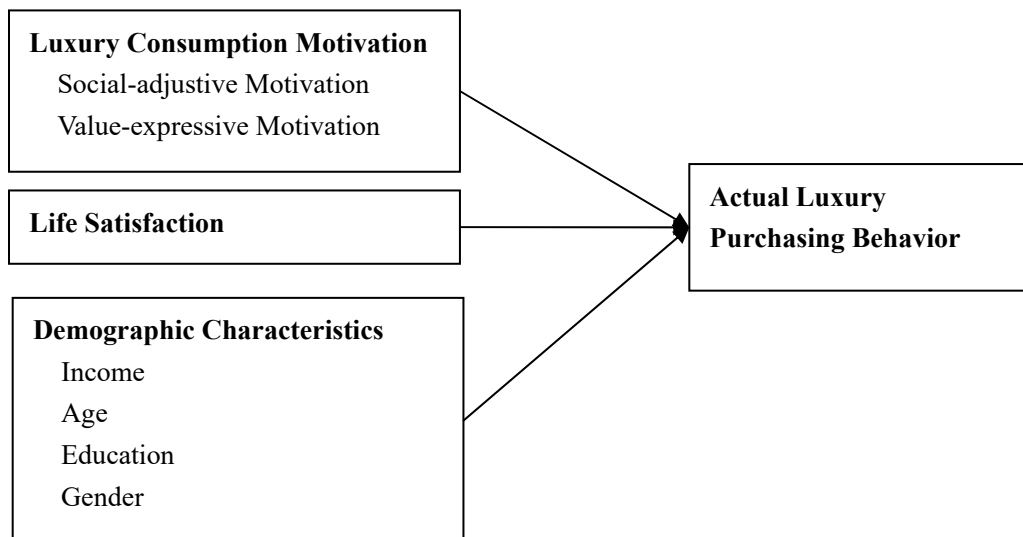 Luxury Consumption Motivation
Social-adjustive Motivation
Value-expressive Motivation
Life Satisfaction
Demographic Characteristics
Income
Age
Education
Gender
Actual Luxury
Purchasing Behavior